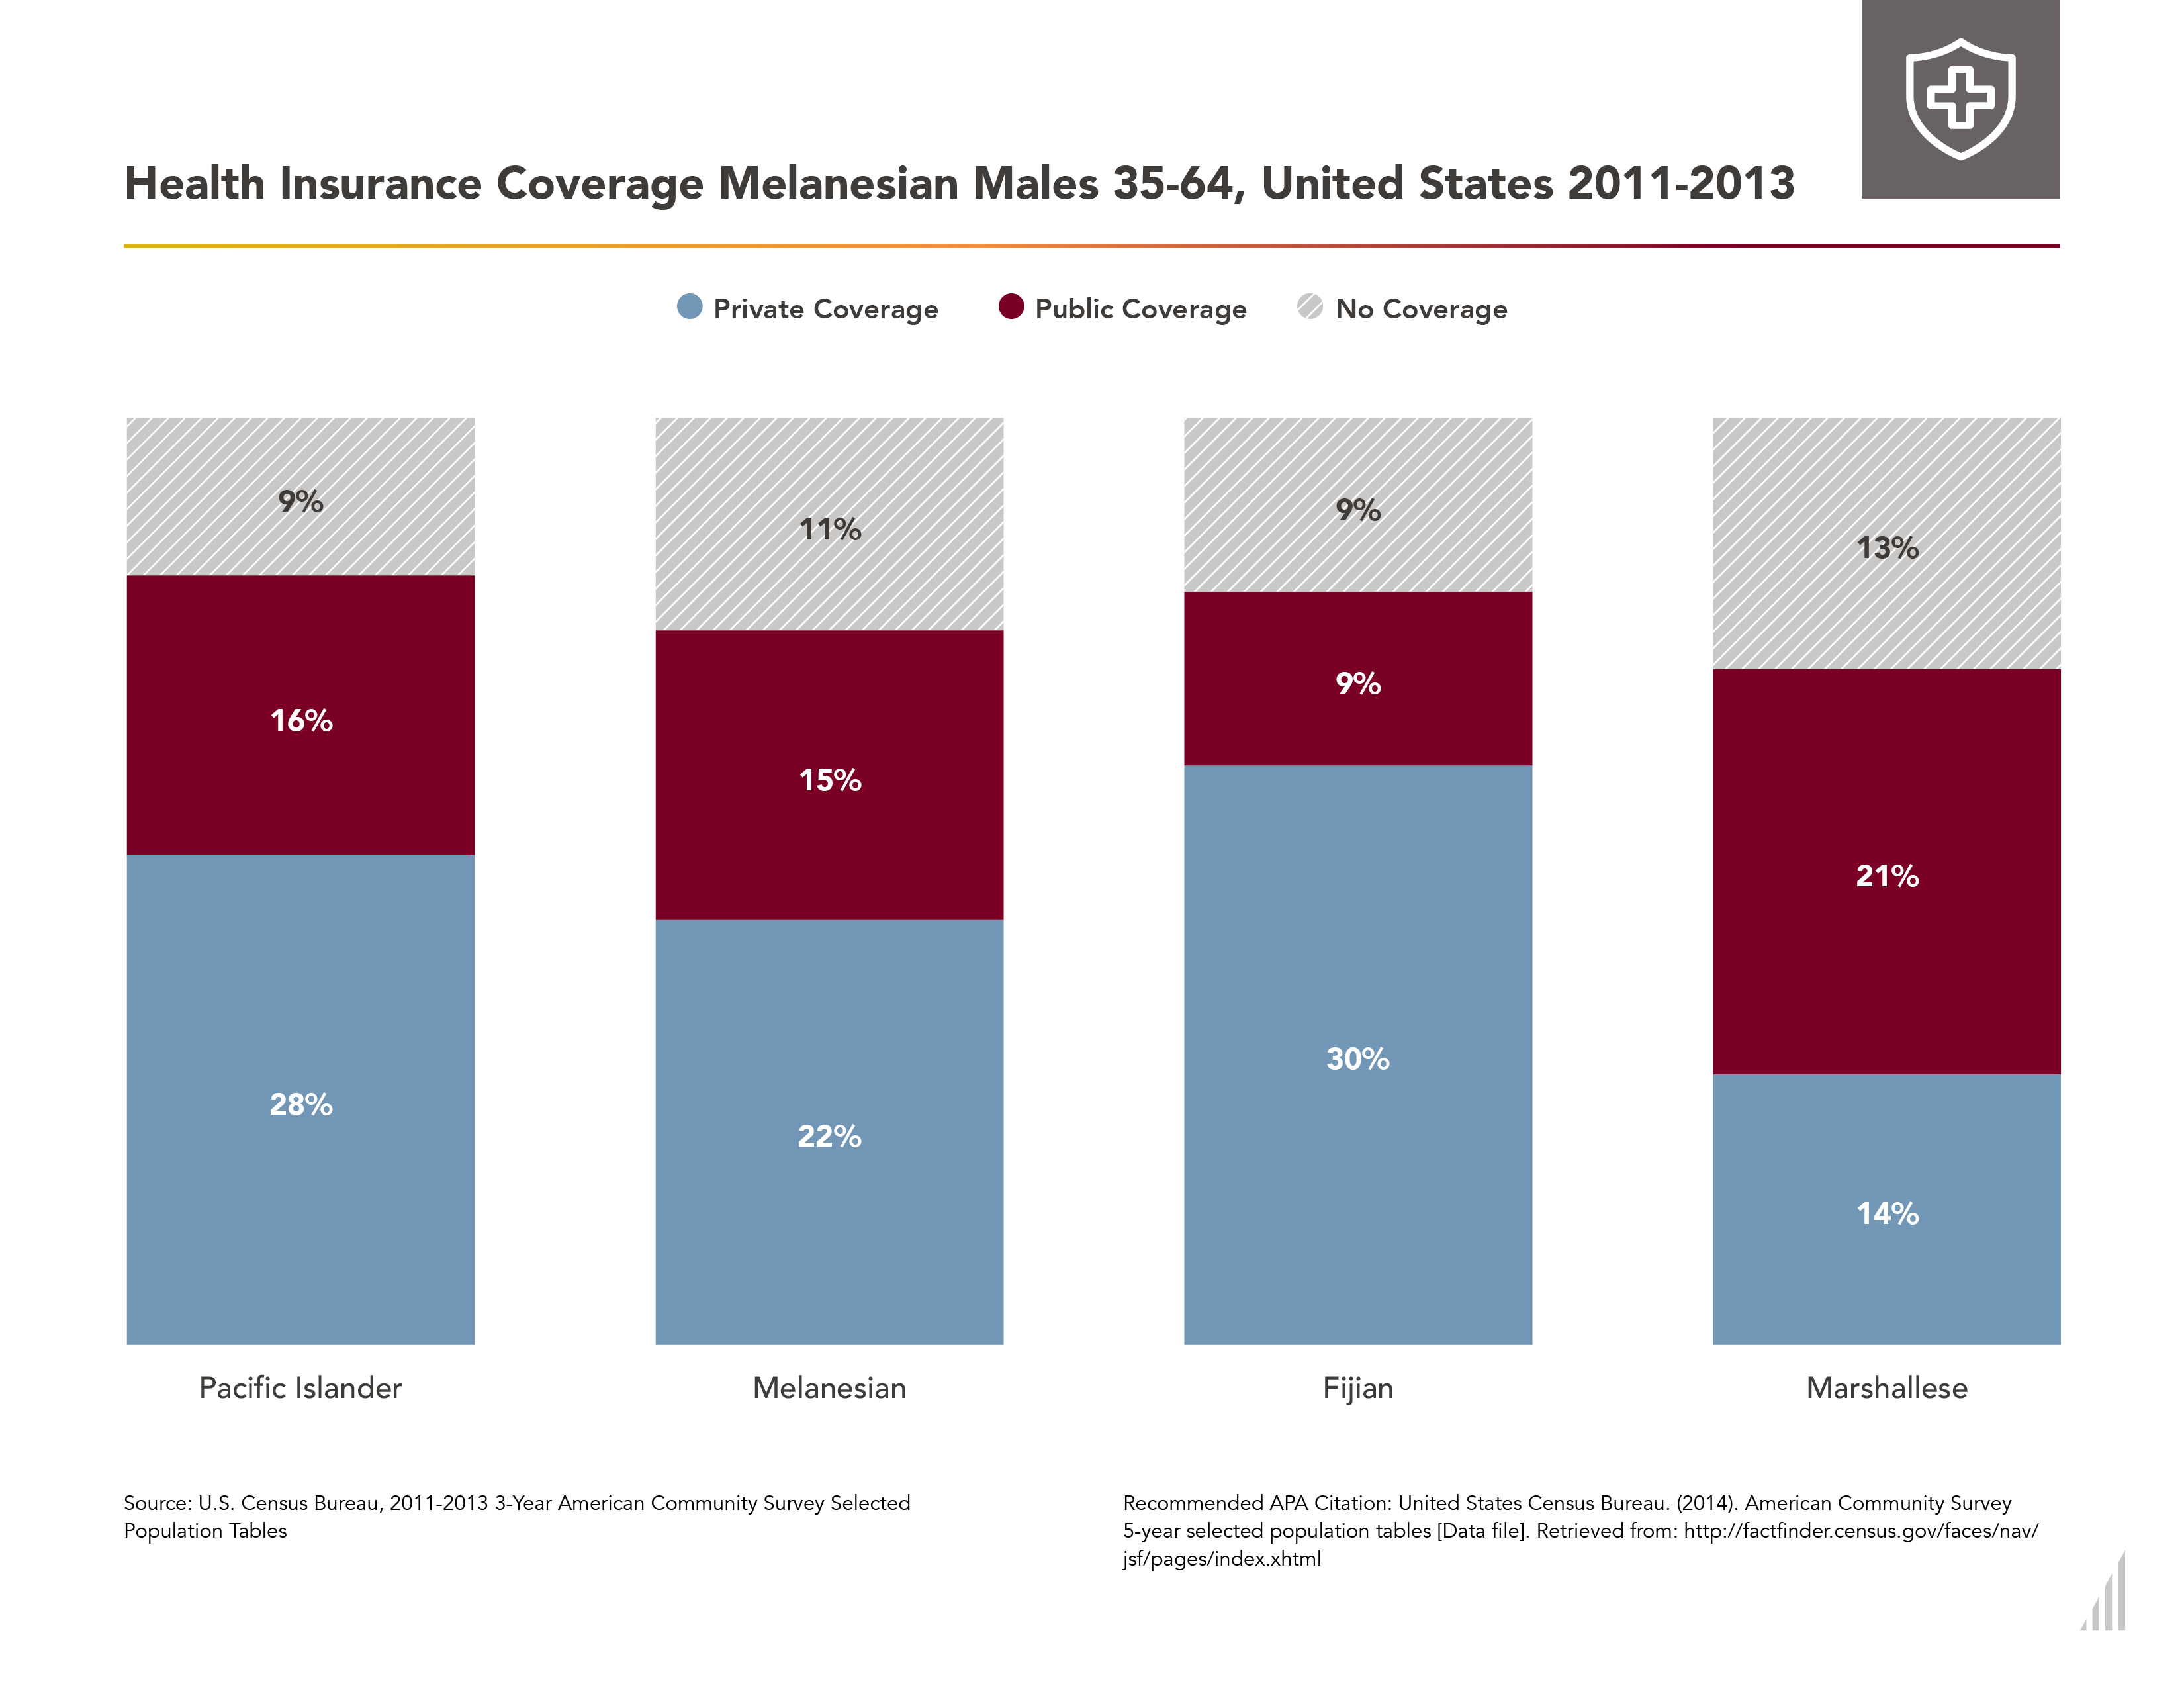 Health Insurance Coverage Melanesian Males 35-64, United States 2011-2013
Private Coverage
Public Coverage
No Coverage
9%
11%
9%
13%
16%
15%
9%
21%
28%
22%
30%
14%
Pacific Islander
Melanesian
Fijian
Marshallese
Source: U.S. Census Bureau, 2011-2013 3-Year American Community Survey Selected
Population Tables
Recommended APA Citation: United States Census Bureau. (2014). American Community Survey
5-year selected population tables [Data file]. Retrieved from: http://factfinder.census.gov/faces/nav/
jsf/pages/index.xhtml